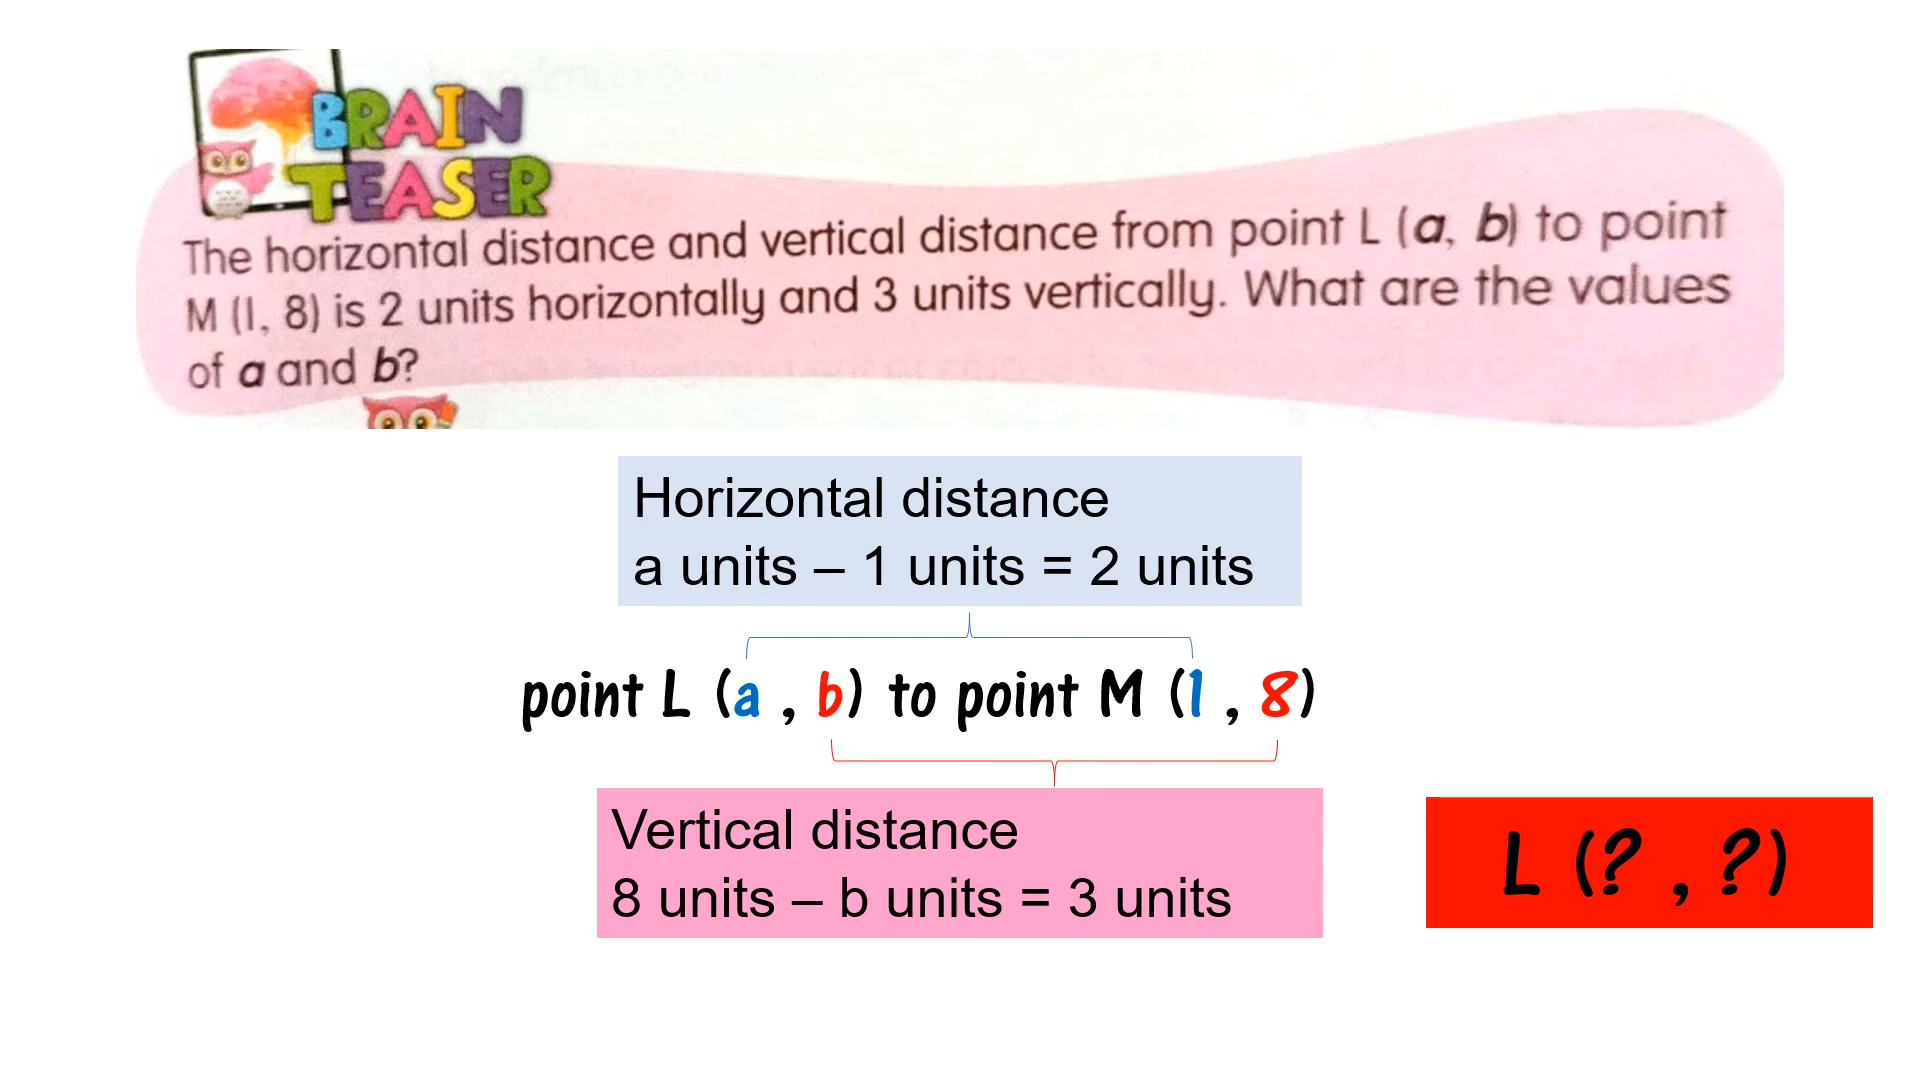 BRAIN
TEASER
The horizontal distance and vertical distance from point L (a, b) to point
M (1, 8) is 2 units horizontally and 3 units vertically. What are the values
of a and b?
Horizontal distance
a units – 1 units = 2 units
point L (a , b) to point M (1 , 8)
Vertical distance
8 units – b units = 3 units
L (? , ?)